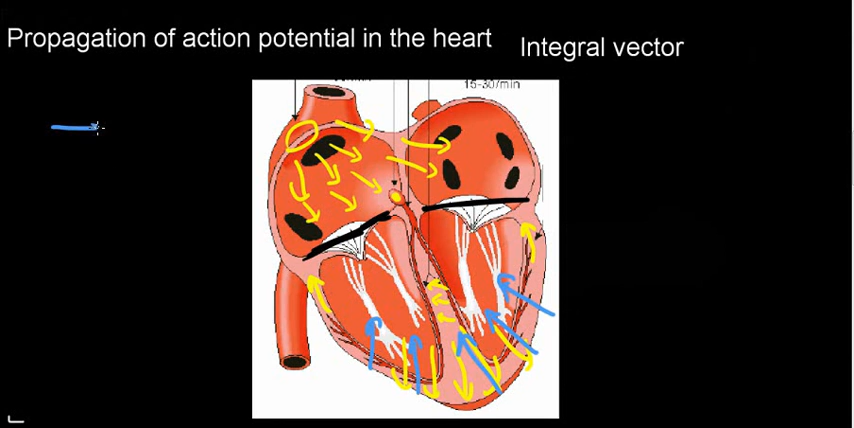 Propagation of action potential in the heart
Integral vector
15-30/min